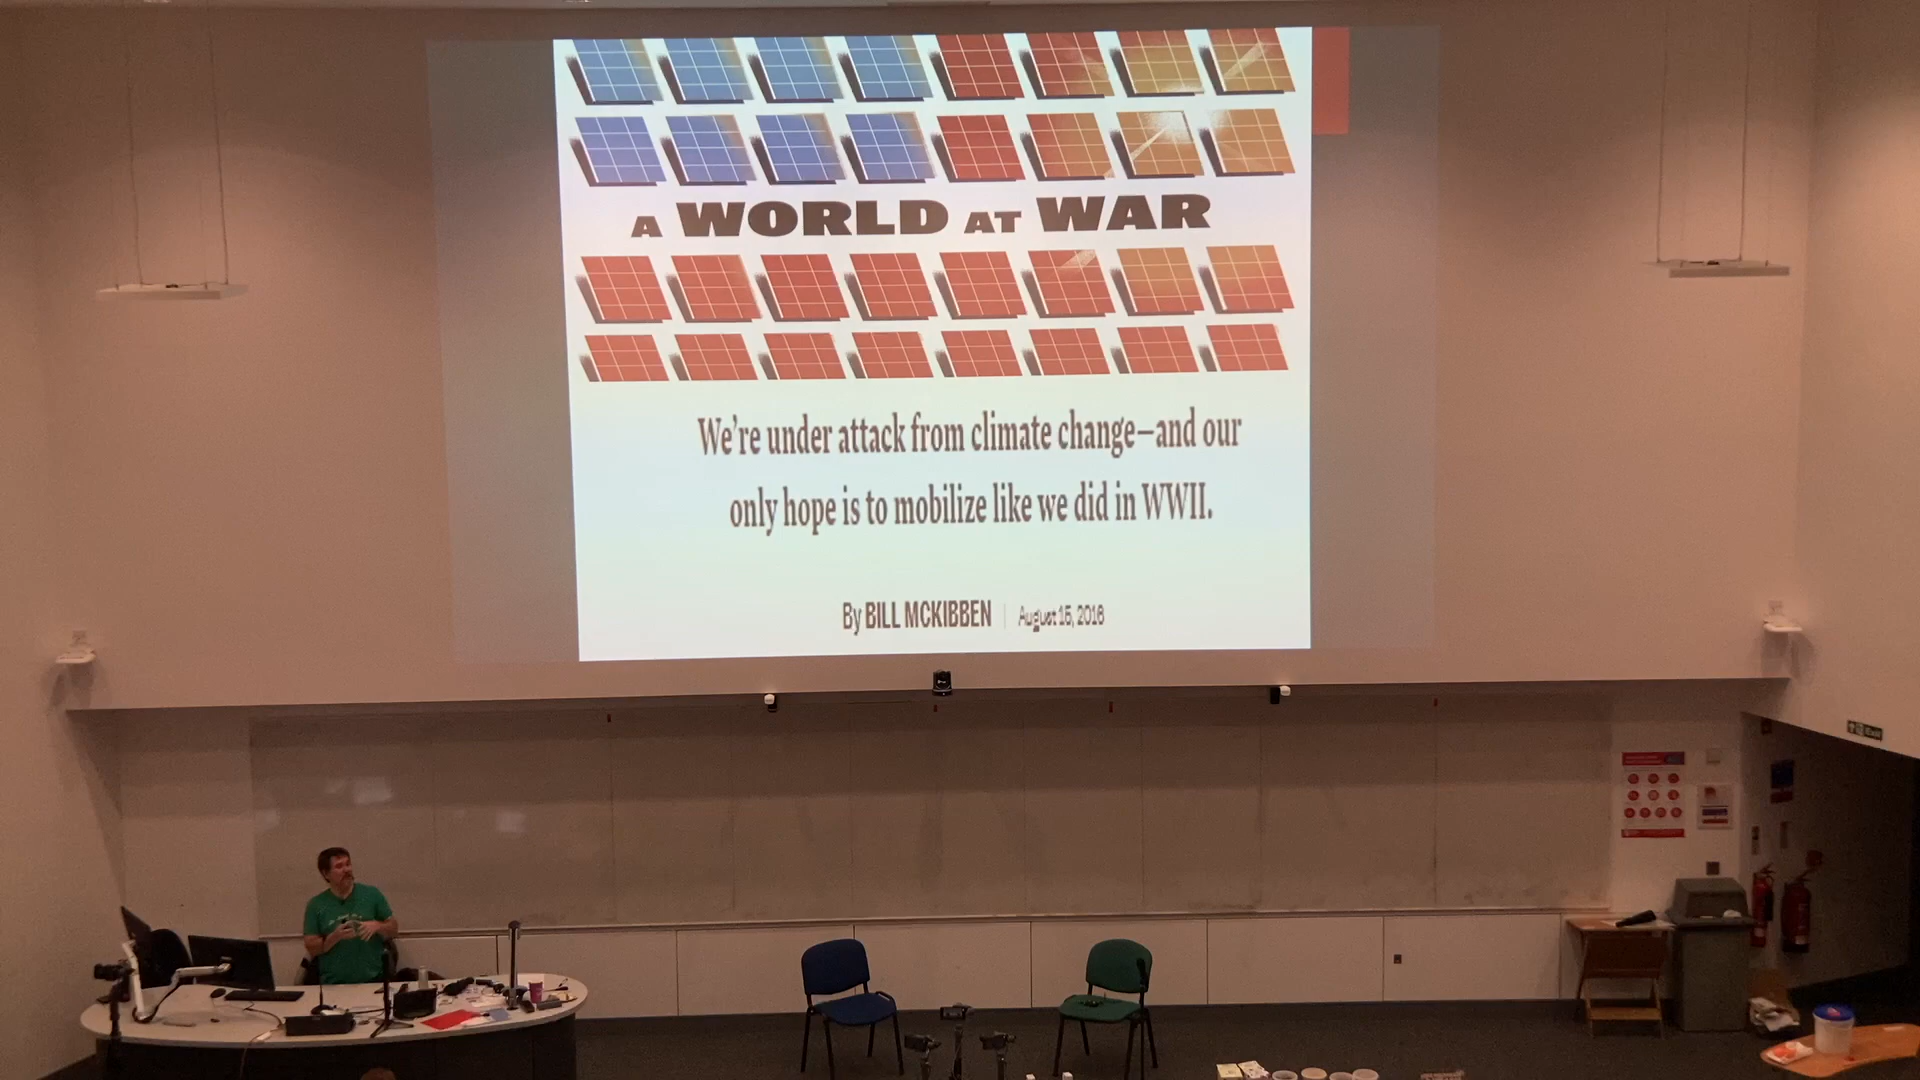 A WORLD AT WAR
We're under attack from climate change—and our
only hope is to mobilize like we did in WWII.
By BILL MCKIBBEN | August 15, 2016